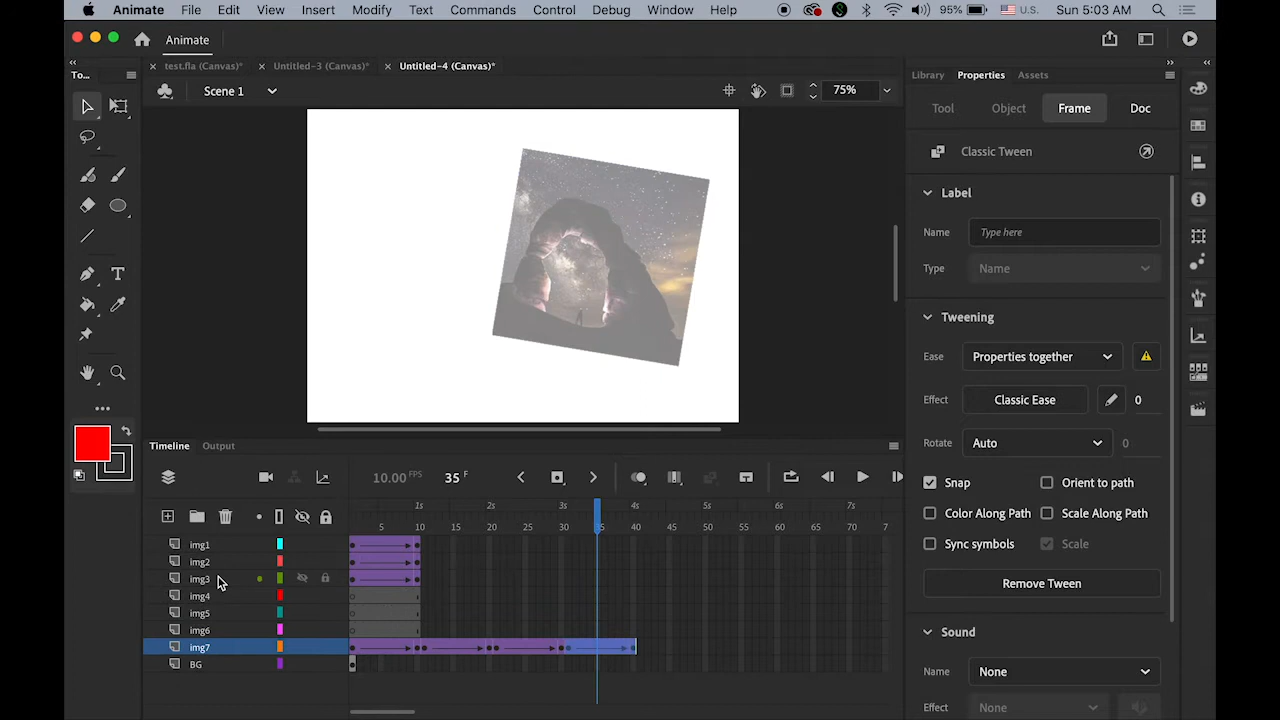 Animate File Edit View Insert Modify Text Commands Control Debug Window Help 95% U.S. Sun 5:03 AM
Animate
To...
test.fla (Canvas)* Untitled-3 (Canvas)* Untitled-4 (Canvas)*
Library Properties Assets
Scene 1 75%
Tool Object Frame Doc
Classic Tween
Label
Name Type here
Type Name
Tweening
Ease Properties together
Effect Classic Ease 0
Rotate Auto 0
Snap Orient to path
Color Along Path Scale Along Path
Sync symbols Scale
Remove Tween
Sound
Name None
Effect None
Timeline Output
10.00 FPS 35 F
1s 2s 3s 4s 5s 6s 7s
5 10 15 20 25 30 35 40 45 50 55 60 65 70 7
img1
img2
img3
img4
img5
img6
img7
BG